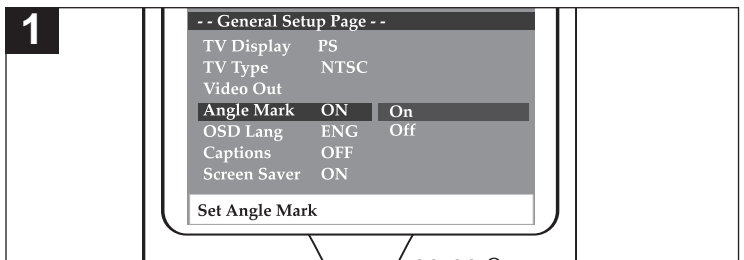 1
- - General Setup Page - -
TV Display PS
TV Type NTSC
Video Out
Angle Mark ON On
OSD Lang ENG Off
Captions OFF
Screen Saver ON
Set Angle Mark